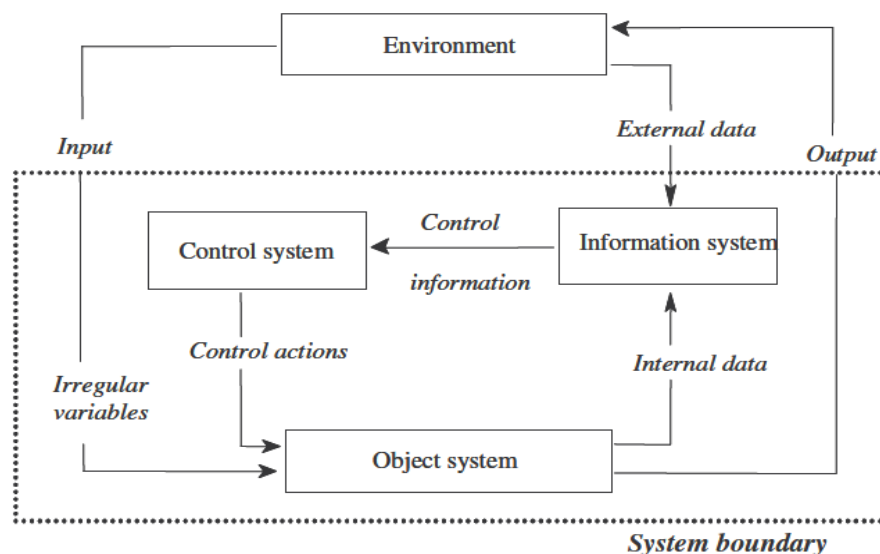 Environment
External data
Input
Output
Control
Information system
Control system
information
Control actions
Internal data
Irregular
variables
Object system
System boundary